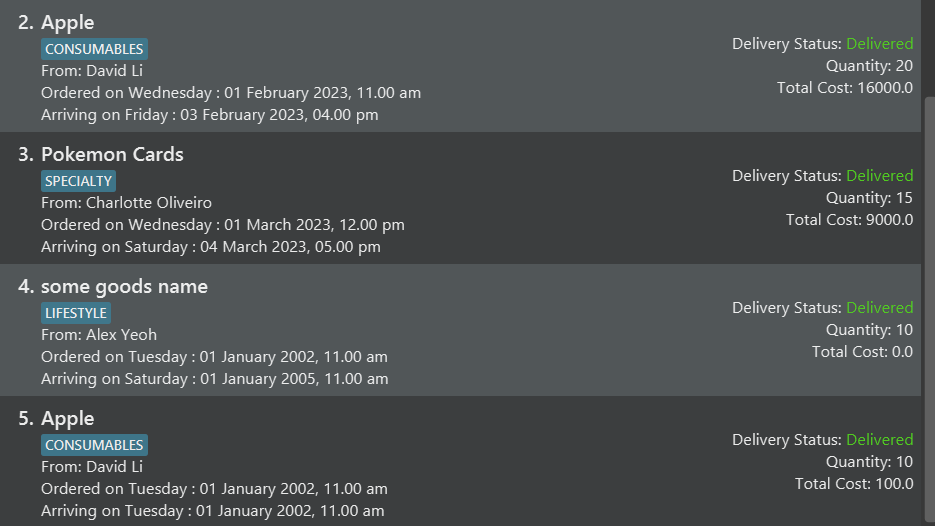 2. Apple
CONSUMABLES
From: David Li
Ordered on Wednesday : 01 February 2023, 11.00 am
Arriving on Friday : 03 February 2023, 04.00 pm
Delivery Status: Delivered
Quantity: 20
Total Cost: 16000.0
3. Pokemon Cards
SPECIALTY
From: Charlotte Oliveiro
Ordered on Wednesday : 01 March 2023, 12.00 pm
Arriving on Saturday : 04 March 2023, 05.00 pm
Delivery Status: Delivered
Quantity: 15
Total Cost: 9000.0
4. some goods name
LIFESTYLE
From: Alex Yeoh
Ordered on Tuesday : 01 January 2002, 11.00 am
Arriving on Saturday : 01 January 2005, 11.00 am
Delivery Status: Delivered
Quantity: 10
Total Cost: 0.0
5. Apple
CONSUMABLES
From: David Li
Ordered on Tuesday : 01 January 2002, 11.00 am
Arriving on Tuesday : 01 January 2002, 11.00 am
Delivery Status: Delivered
Quantity: 10
Total Cost: 100.0